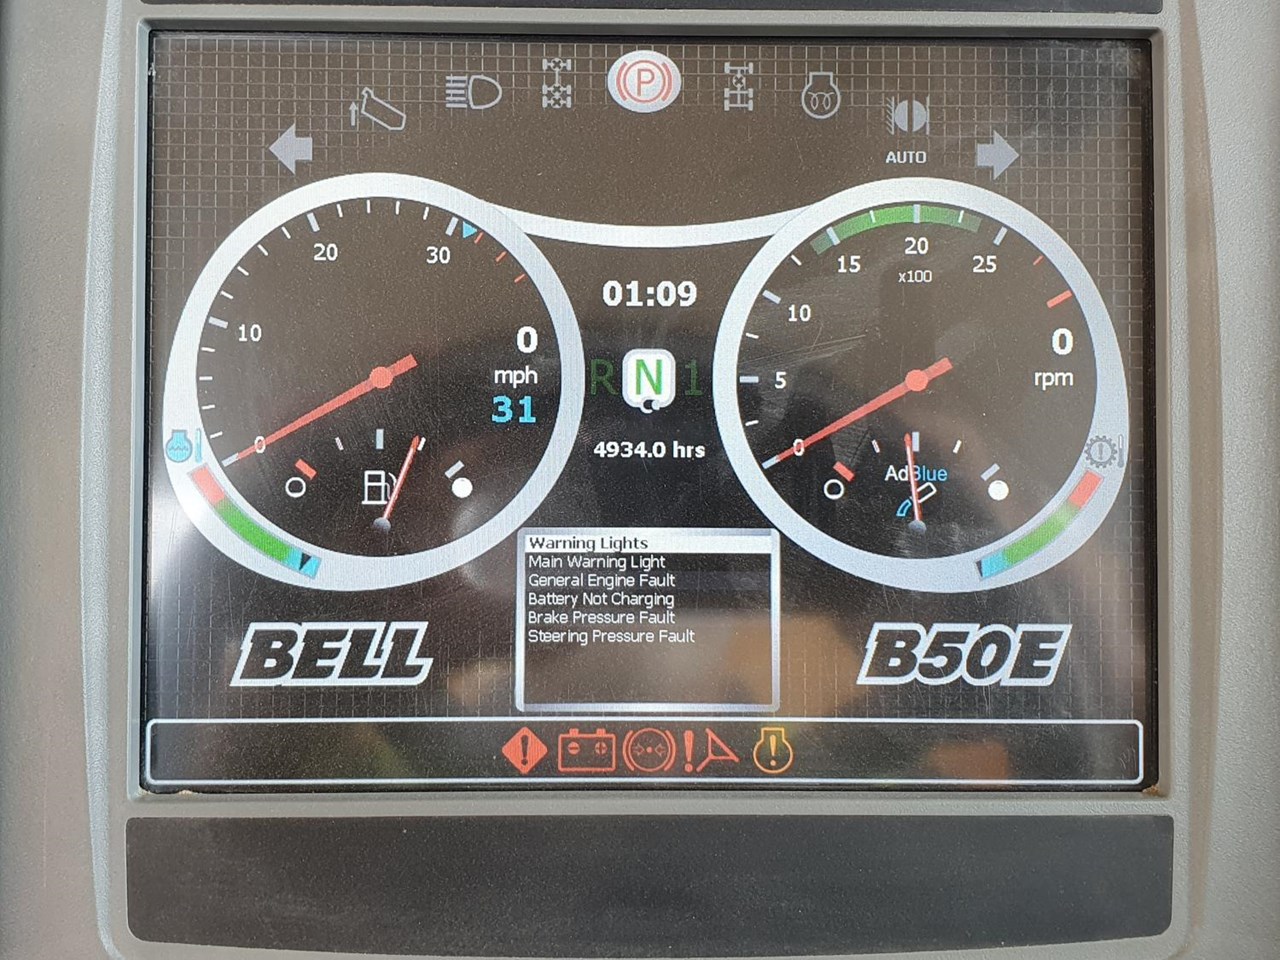 P
AUTO
20
30
10
0
0
mph
31
01:09
R N 1
4934.0 hrs
15
20
25
x100
10
5
0
0
rpm
AdBlue
Warning Lights
Main Warning Light
General Engine Fault
Battery Not Charging
Brake Pressure Fault
Steering Pressure Fault
BELL
B50E